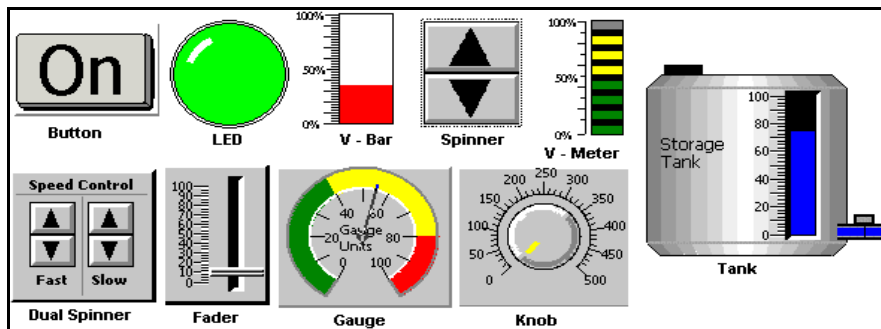 On
Button
LED
100%
50%
0%
V - Bar
Spinner
100%
50%
0%
V - Meter
Storage
Tank
100
80
60
40
20
0
Tank
Speed Control
Fast Slow
Dual Spinner
100
90
80
70
60
50
40
30
20
10
0
Fader
0 20 40 60 80 100
Gauge
Units
Gauge
0 50 100 150 200 250 300 350 400 450 500
Knob